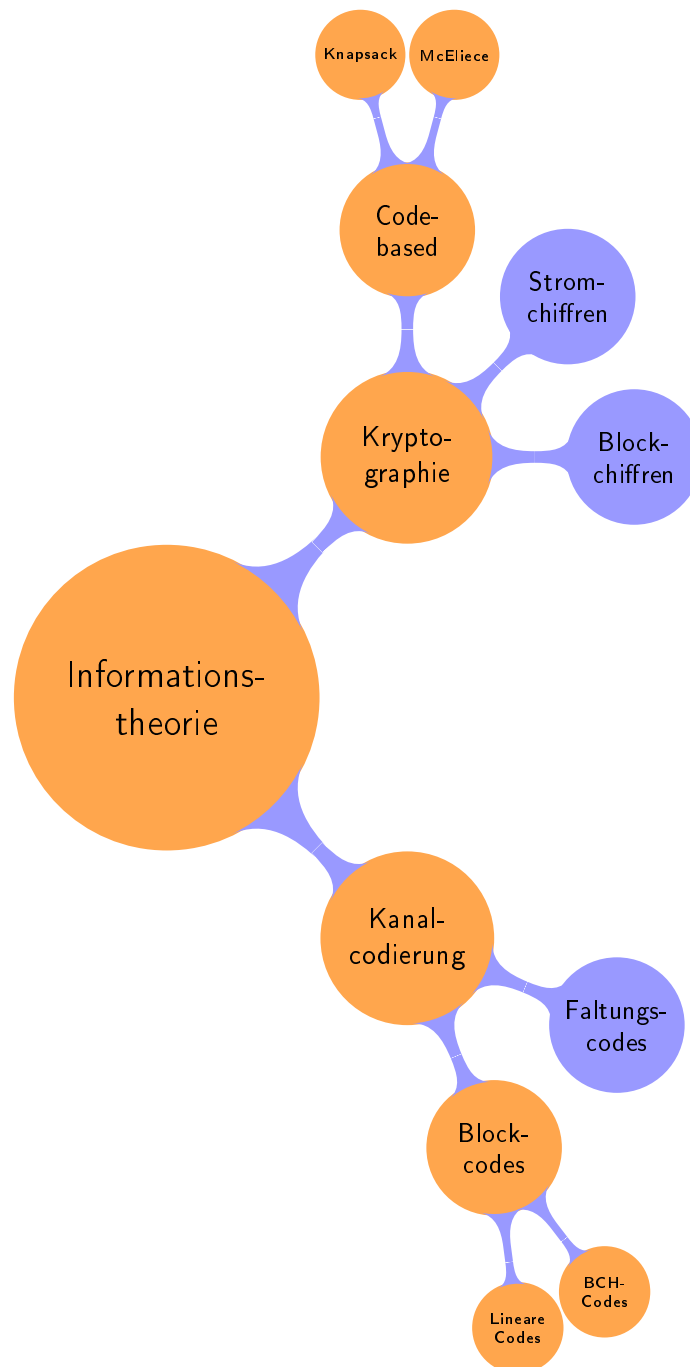 Knapsack
McEliece
Code-
based
Strom-
chiffren
Krypto-
graphie
Block-
chiffren
Informations-
theorie
Kanal-
codierung
Faltungs-
codes
Block-
codes
BCH-
Codes
Lineare
Codes